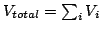 V_{total} = \sum_i V_i